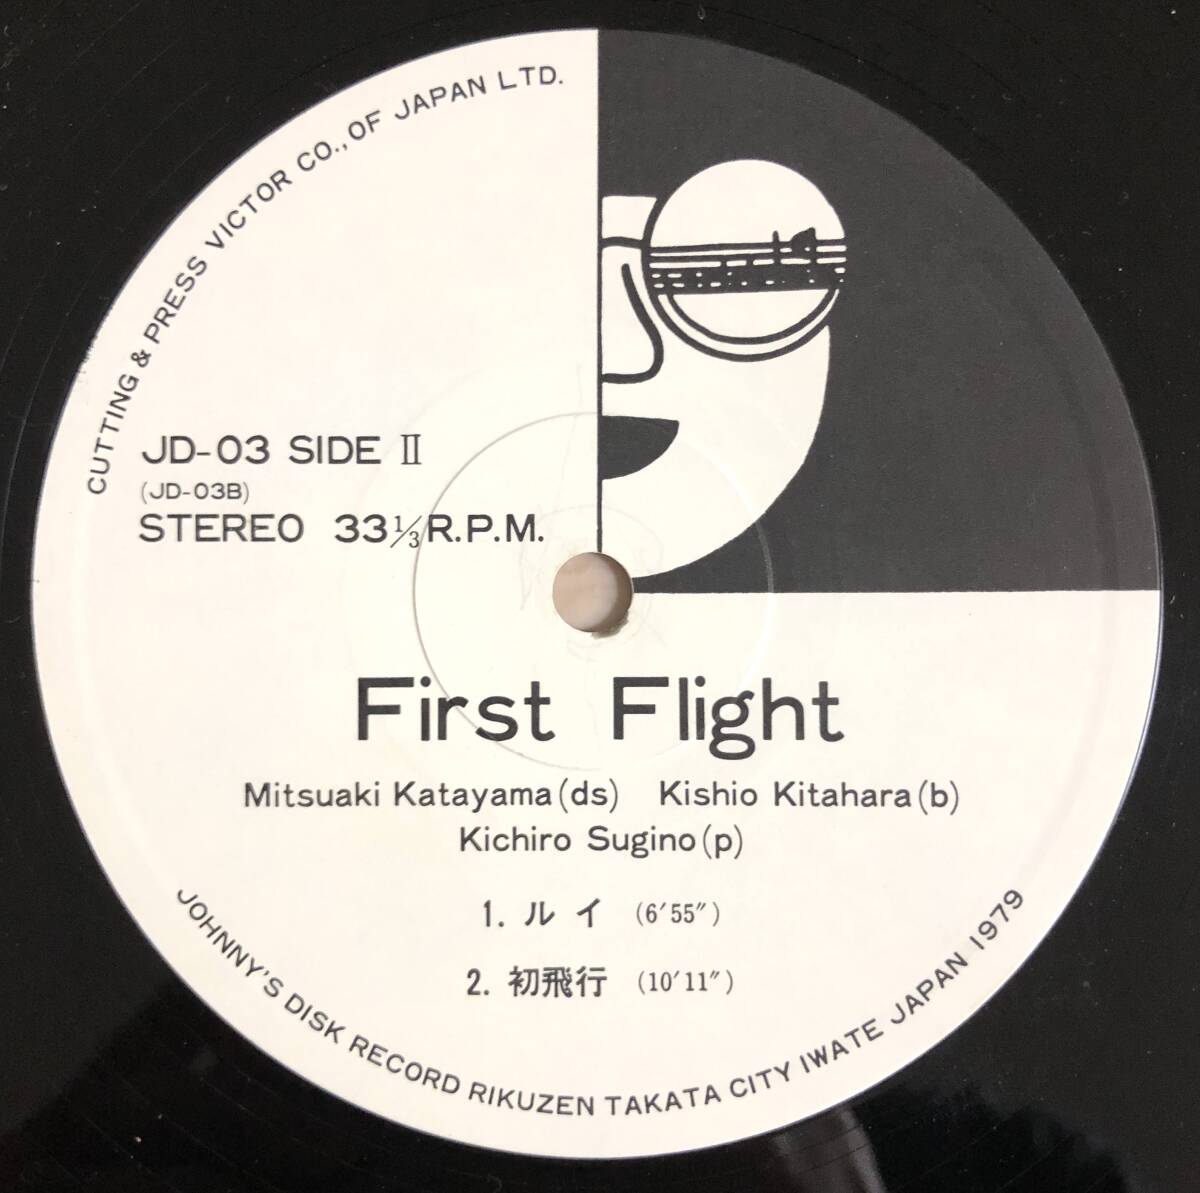 CUTTING & PRESS VICTOR CO., OF JAPAN LTD.
JD-03 SIDE II
(JD-03B)
STEREO 33⅓ R.P.M.
First Flight
Mitsuaki Katayama(ds) Kishio Kitahara(b)
Kichiro Sugino(p)
1. ルイ (6′55″)
2. 初飛行 (10′11″)
JOHNNY'S DISK RECORD RIKUZEN TAKATA CITY IWATE JAPAN 1979